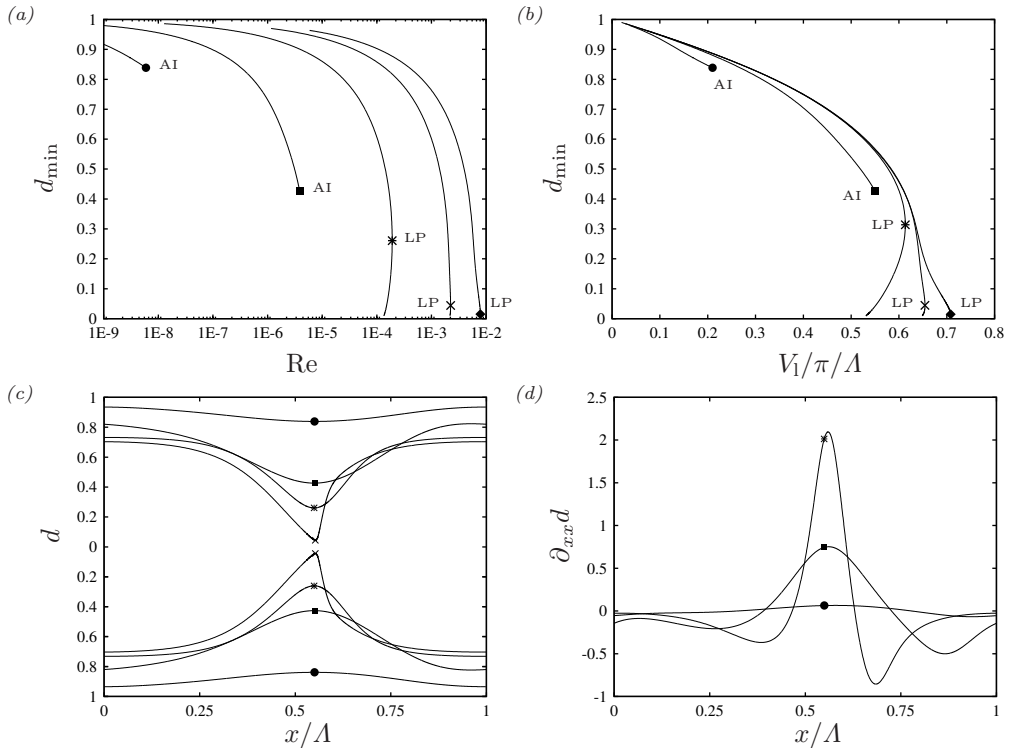 (a)
(b)
1
0.9
0.8
0.7
0.6
0.5
0.4
0.3
0.2
0.1
0
d_min
AI
AI
LP
LP
LP
1E-9
1E-8
1E-7
1E-6
1E-5
1E-4
1E-3
1E-2
Re
1
0.9
0.8
0.7
0.6
0.5
0.4
0.3
0.2
0.1
0
d_min
AI
AI
LP
LP
LP
0
0.1
0.2
0.3
0.4
0.5
0.6
0.7
0.8
V_l/π/Λ
(c)
(d)
1
0.8
0.6
0.4
0.2
0
0.2
0.4
0.6
0.8
1
d
0
0.25
0.5
0.75
1
x/Λ
2.5
2
1.5
1
0.5
0
-0.5
-1
∂_xx d
0
0.25
0.5
0.75
1
x/Λ